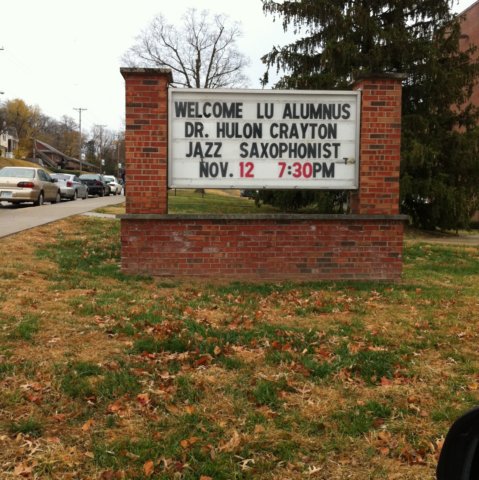 WELCOME LU ALUMNUS
DR. HULON CRAYTON
JAZZ SAXOPHONIST
NOV. 12 7:30PM